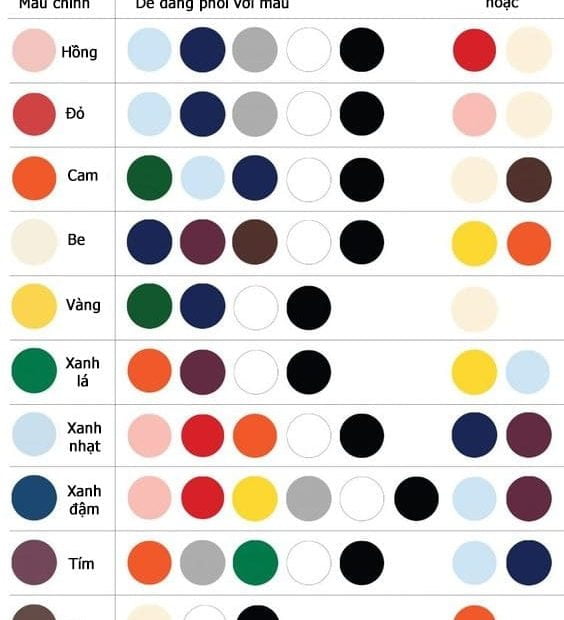 Màu chính
Dễ dàng phối với màu
hoặc
Hồng
Đỏ
Cam
Be
Vàng
Xanh
lá
Xanh
nhạt
Xanh
đậm
Tím